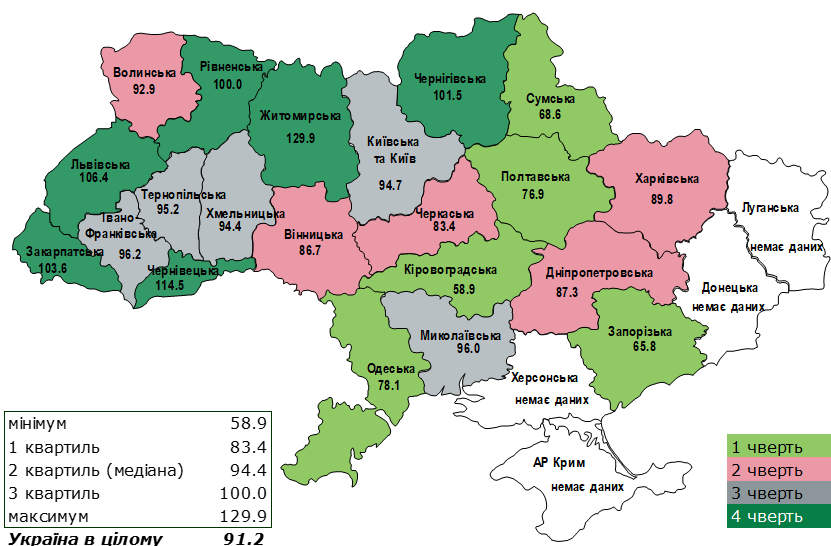 Волинська
92.9
Рівненська
100.0
Житомирська
129.9
Чернігівська
101.5
Сумська
68.6
Київська
та Київ
94.7
Львівська
106.4
Тернопільська
95.2
Хмельницька
94.4
Івано
Франківська
96.2
Закарпатська
103.6
Чернівецька
114.5
Вінницька
86.7
Черкаська
83.4
Полтавська
76.9
Харківська
89.8
Луганська
немає даних
Кіровоградська
58.9
Дніпропетровська
87.3
Донецька
немає даних
Миколаївська
96.0
Запорізька
65.8
Одеська
78.1
Херсонська
немає даних
АР Крим
немає даних
мінімум 58.9
1 квартиль 83.4
2 квартиль (медіана) 94.4
3 квартиль 100.0
максимум 129.9
Україна в цілому 91.2
1 чверть
2 чверть
3 чверть
4 чверть